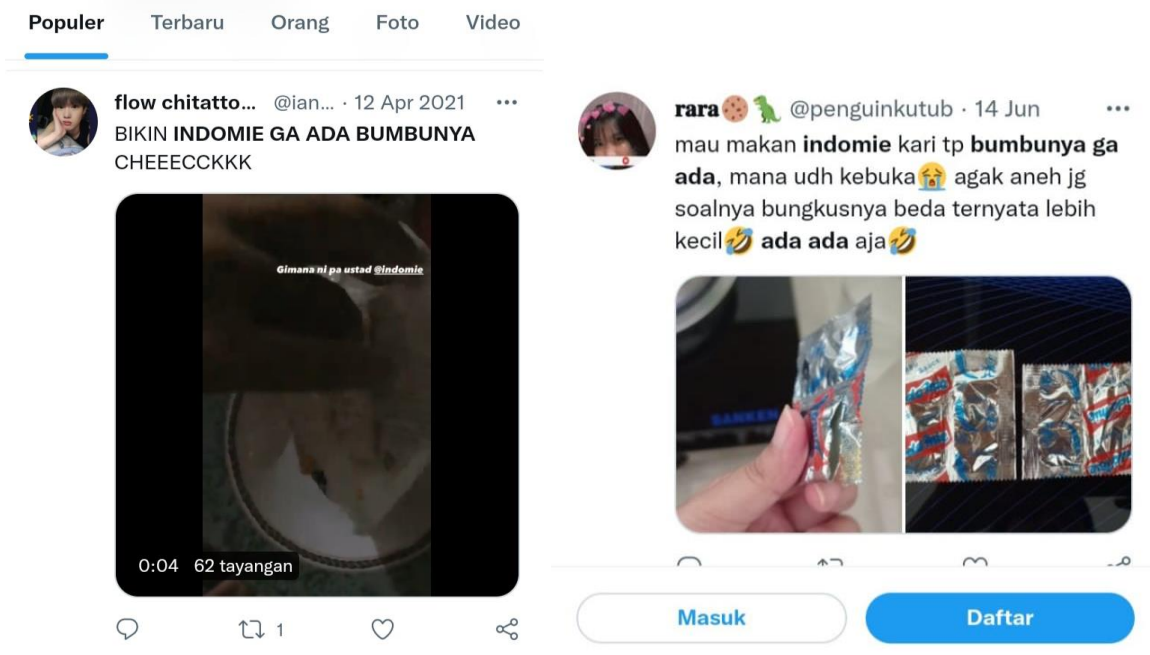 Populer Terbaru Orang Foto Video
flow chitatto... @ian... · 12 Apr 2021
BIKIN INDOMIE GA ADA BUMBUNYA
CHEEECCKKK
Gimana ni pa ustad @indomie
0:04 62 tayangan
1
rara🍪🦖 @penguinkutub · 14 Jun
mau makan indomie kari tp bumbunya ga
ada, mana udh kebuka😭 agak aneh jg
soalnya bungkusnya beda ternyata lebih
kecil🤣 ada ada aja🤣
SANKEN
Masuk Daftar